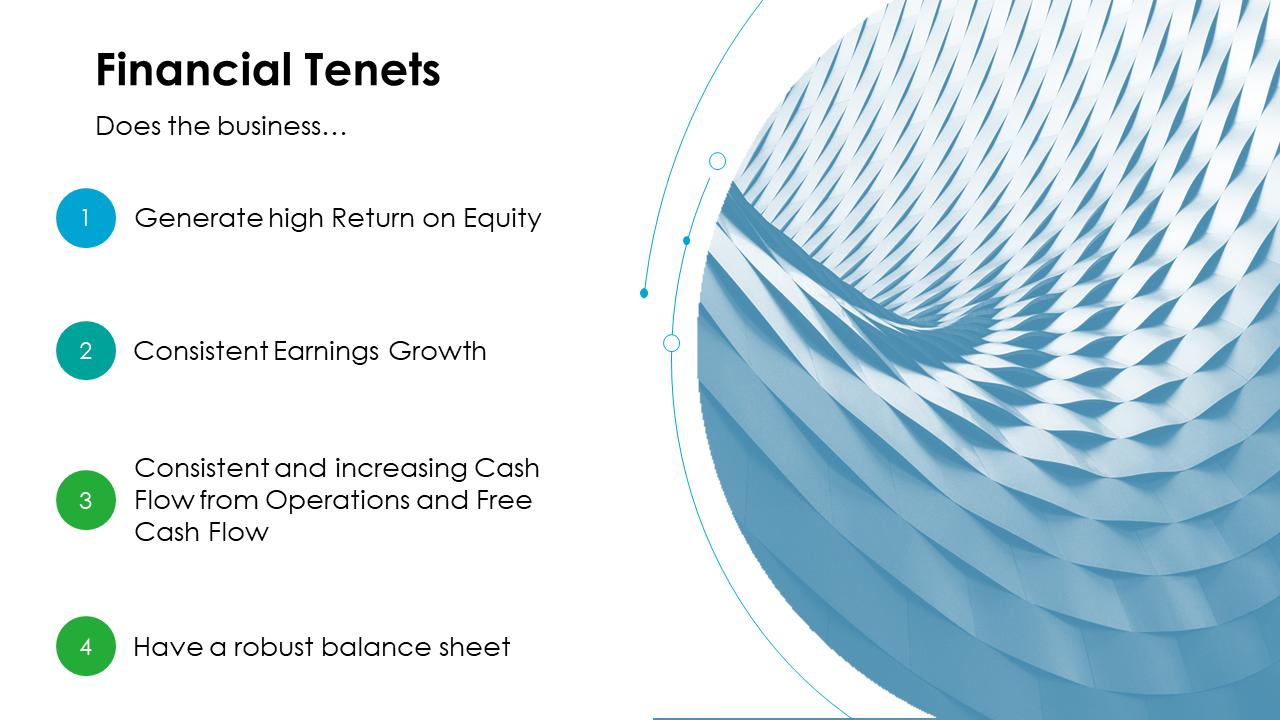 Financial Tenets
Does the business…
1 Generate high Return on Equity
2 Consistent Earnings Growth
Consistent and increasing Cash
3 Flow from Operations and Free
Cash Flow
4 Have a robust balance sheet